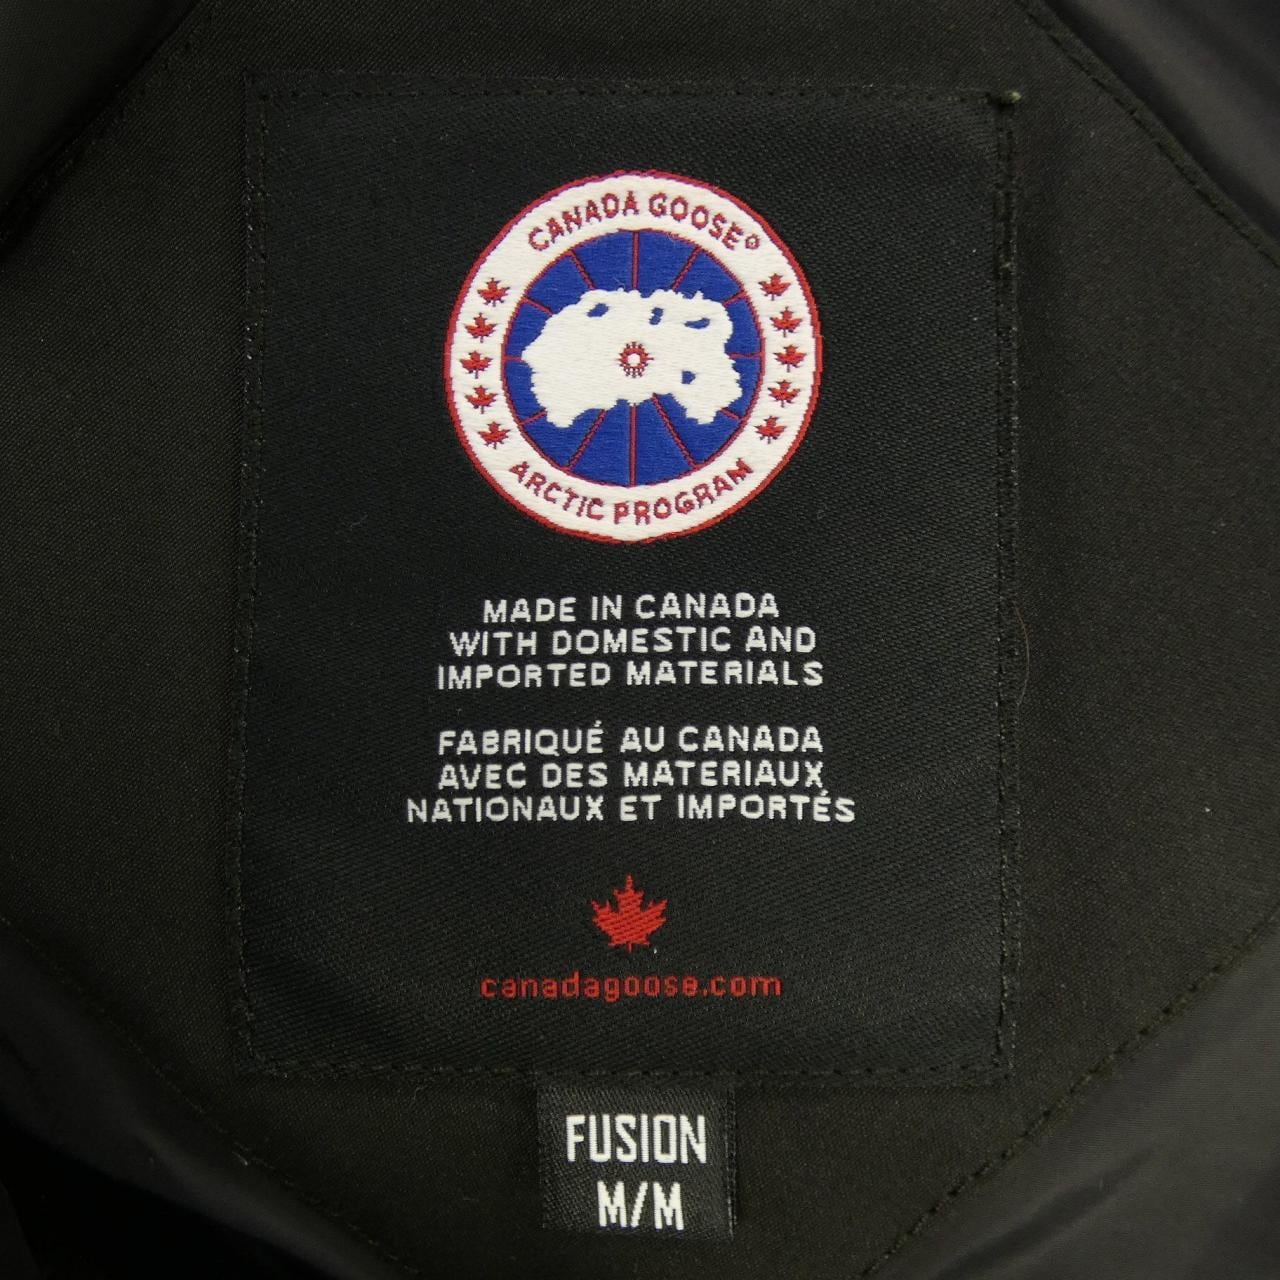 CANADA GOOSE®
ARCTIC PROGRAM
MADE IN CANADA
WITH DOMESTIC AND
IMPORTED MATERIALS
FABRIQUÉ AU CANADA
AVEC DES MATERIAUX
NATIONAUX ET IMPORTÉS
canadagoose.com
FUSION
M/M